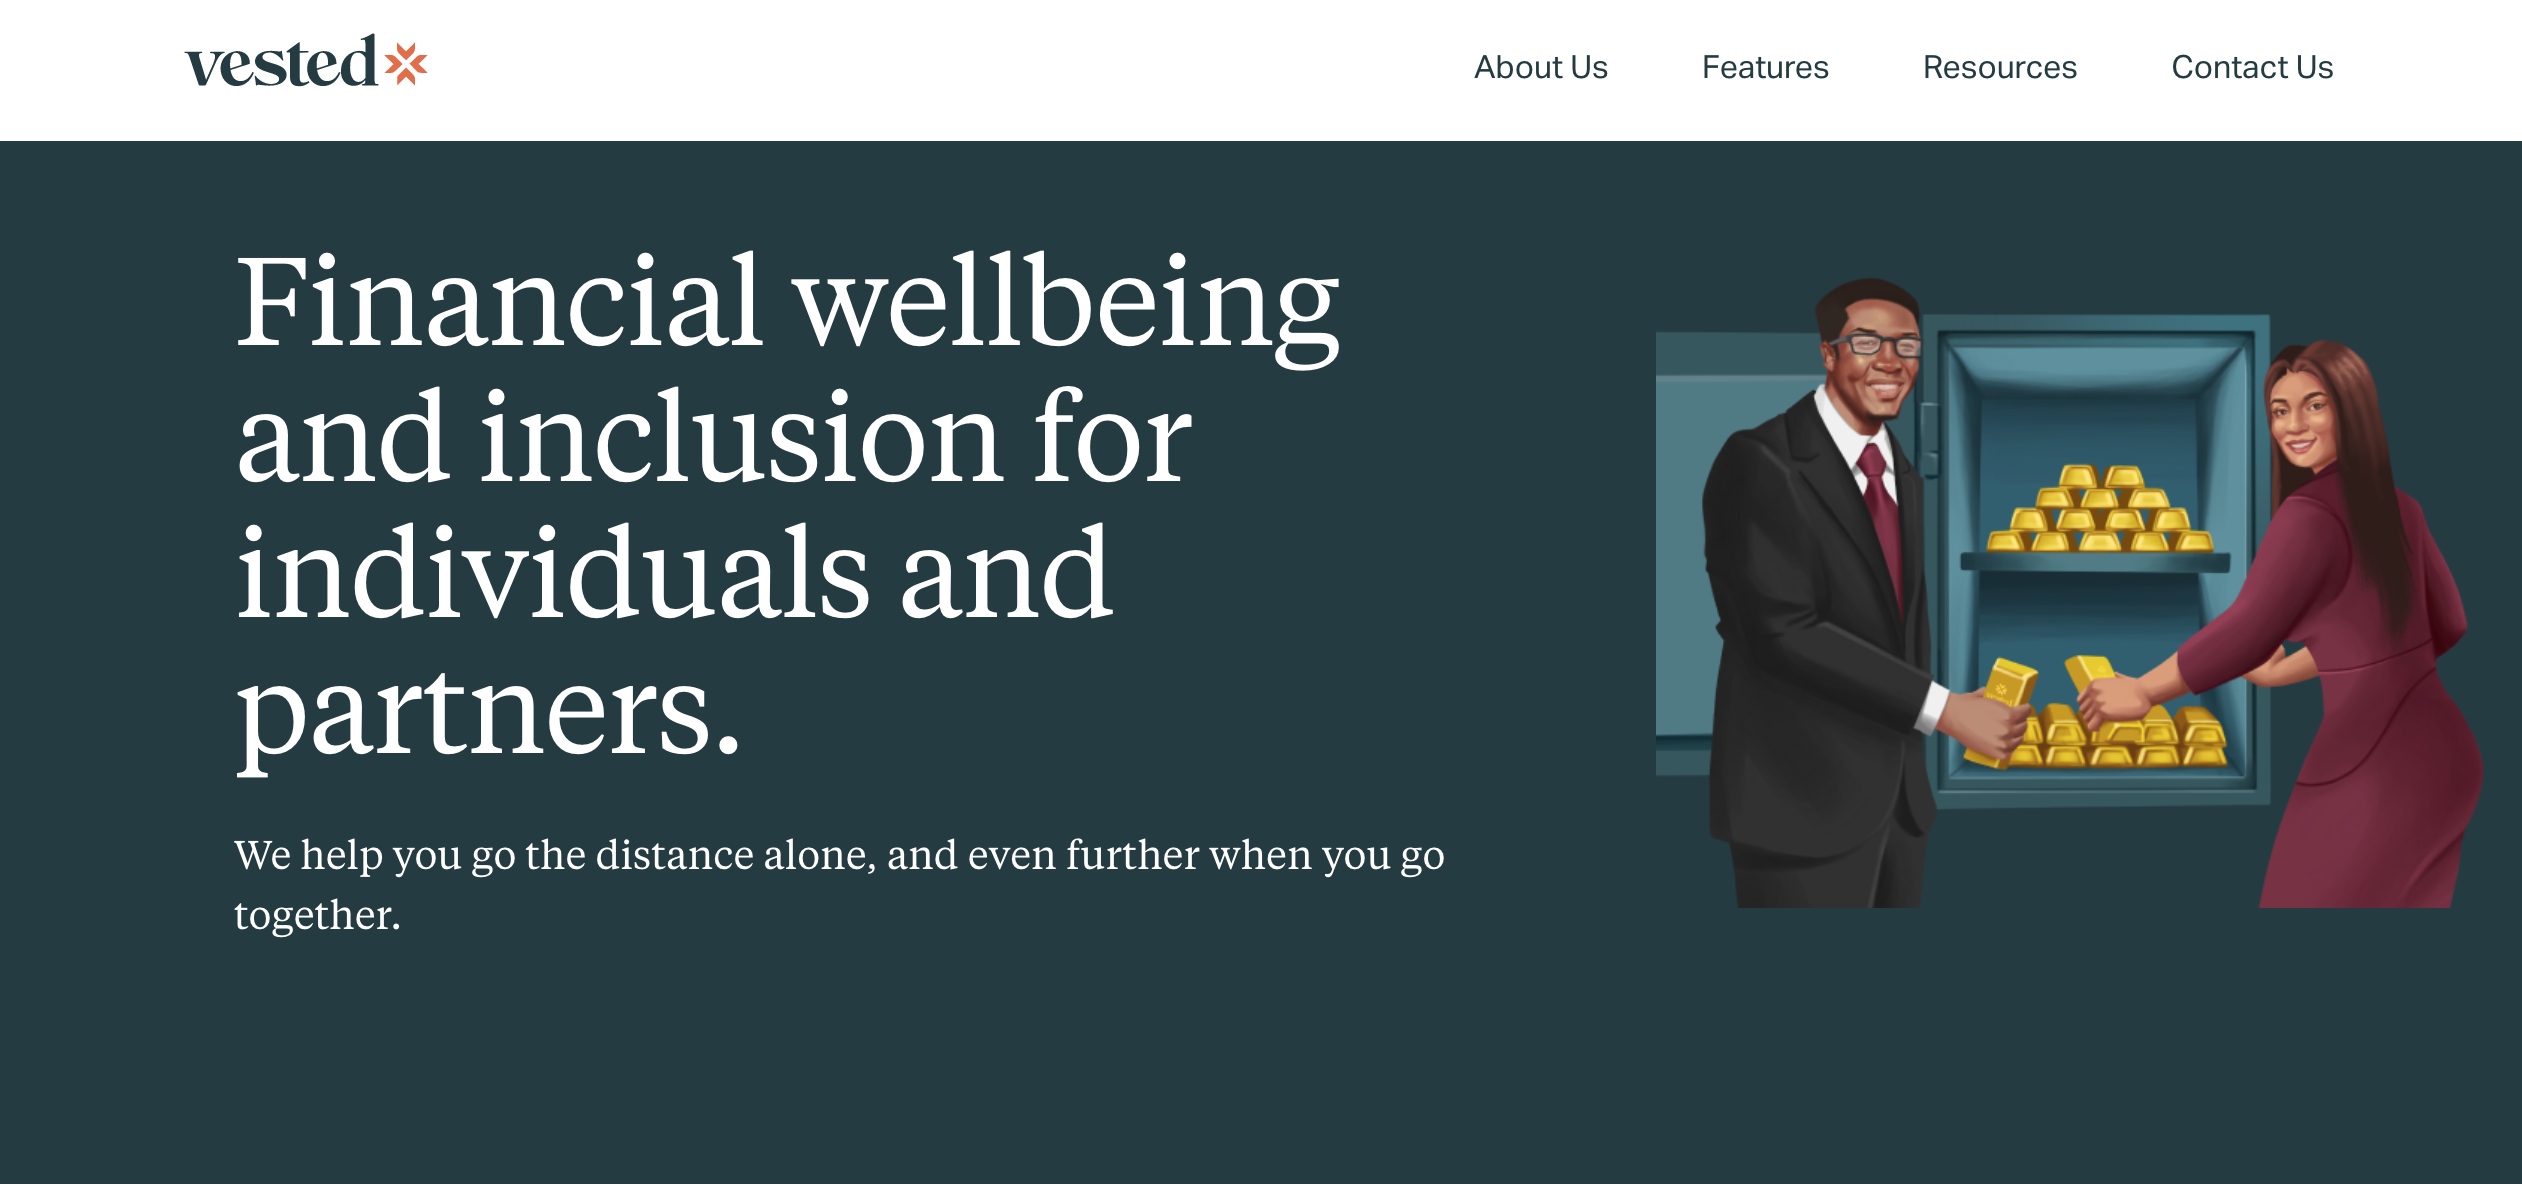 vested
About Us
Features
Resources
Contact Us
Financial wellbeing
and inclusion for
individuals and
partners.
We help you go the distance alone, and even further when you go
together.